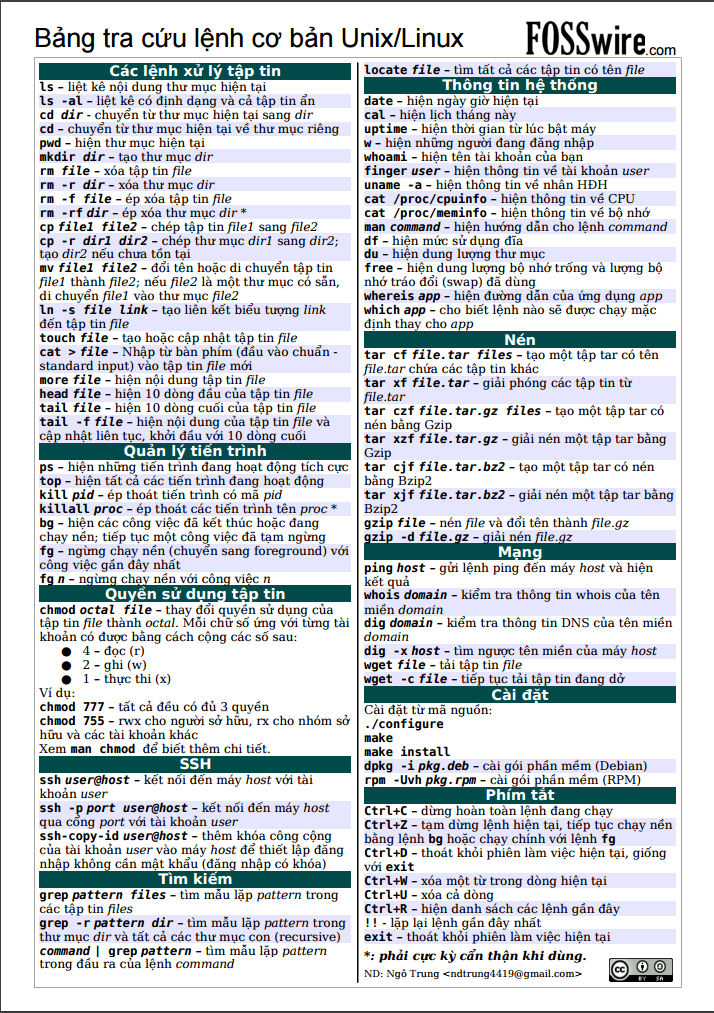 Bảng tra cứu lệnh cơ bản Unix/Linux
FOSSwire.com
Các lệnh xử lý tập tin
ls – liệt kê nội dung thư mục hiện tại
ls -al – liệt kê có định dạng và cả tập tin ẩn
cd dir - chuyển từ thư mục hiện tại sang dir
cd – chuyển từ thư mục hiện tại về thư mục riêng
pwd – hiện thư mục hiện tại
mkdir dir – tạo thư mục dir
rm file – xóa tập tin file
rm -r dir – xóa thư mục dir
rm -f file – ép xóa tập tin file
rm -rf dir – ép xóa thư mục dir *
cp file1 file2 – chép tập tin file1 sang file2
cp -r dir1 dir2 – chép thư mục dir1 sang dir2;
tạo dir2 nếu chưa tồn tại
mv file1 file2 – đổi tên hoặc di chuyển tập tin
file1 thành file2; nếu file2 là một thư mục có sẵn,
di chuyển file1 vào thư mục file2
ln -s file link – tạo liên kết biểu tượng link
đến tập tin file
touch file – tạo hoặc cập nhật tập tin file
cat > file – Nhập từ bàn phím (đầu vào chuẩn -
standard input) vào tập tin file mới
more file – hiện nội dung tập tin file
head file – hiện 10 dòng đầu của tập tin file
tail file – hiện 10 dòng cuối của tập tin file
tail -f file – hiện nội dung của tập tin file và
cập nhật liên tục, khởi đầu với 10 dòng cuối
Quản lý tiến trình
ps – hiện những tiến trình đang hoạt động tích cực
top – hiện tất cả các tiến trình đang hoạt động
kill pid – ép thoát tiến trình có mã pid
killall proc – ép thoát các tiến trình tên proc *
bg – hiện các công việc đã kết thúc hoặc đang
chạy nền; tiếp tục một công việc đã tạm ngừng
fg – ngừng chạy nền (chuyển sang foreground) với
công việc gần đây nhất
fg n – ngừng chạy nền với công việc n
Quyền sử dụng tập tin
chmod octal file – thay đổi quyền sử dụng của
tập tin file thành octal. Mỗi chữ số ứng với từng tài
khoản có được bằng cách cộng các số sau:
● 4 – đọc (r)
● 2 – ghi (w)
● 1 – thực thi (x)
Ví dụ:
chmod 777 – tất cả đều có đủ 3 quyền
chmod 755 – rwx cho người sở hữu, rx cho nhóm sở
hữu và các tài khoản khác
Xem man chmod để biết thêm chi tiết.
SSH
ssh user@host – kết nối đến máy host với tài
khoản user
ssh -p port user@host – kết nối đến máy host
qua cổng port với tài khoản user
ssh-copy-id user@host – thêm khóa công cộng
của tài khoản user vào máy host để thiết lập đăng
nhập không cần mật khẩu (đăng nhập có khóa)
Tìm kiếm
grep pattern files – tìm mẫu lặp pattern trong
các tập tin files
grep -r pattern dir – tìm mẫu lặp pattern trong
thư mục dir và tất cả các thư mục con (recursive)
command | grep pattern – tìm mẫu lặp pattern
trong đầu ra của lệnh command
locate file – tìm tất cả các tập tin có tên file
Thông tin hệ thống
date – hiện ngày giờ hiện tại
cal – hiện lịch tháng này
uptime – hiện thời gian từ lúc bật máy
w – hiện những người đang đăng nhập
whoami – hiện tên tài khoản của bạn
finger user – hiện thông tin về tài khoản user
uname -a – hiện thông tin về nhân HĐH
cat /proc/cpuinfo – hiện thông tin về CPU
cat /proc/meminfo – hiện thông tin về bộ nhớ
man command – hiện hướng dẫn cho lệnh command
df – hiện mức sử dụng đĩa
du – hiện dung lượng thư mục
free – hiện dung lượng bộ nhớ trống và lượng bộ
nhớ tráo đổi (swap) đã dùng
whereis app – hiện đường dẫn của ứng dụng app
which app – cho biết lệnh nào sẽ được chạy mặc
định thay cho app
Nén
tar cf file.tar files – tạo một tập tar có tên
file.tar chứa các tập tin khác
tar xf file.tar – giải phóng các tập tin từ
file.tar
tar czf file.tar.gz files – tạo một tập tar có
nén bằng Gzip
tar xzf file.tar.gz – giải nén một tập tar bằng
Gzip
tar cjf file.tar.bz2 – tạo một tập tar có nén
bằng Bzip2
tar xjf file.tar.bz2 – giải nén một tập tar bằng
Bzip2
gzip file – nén file và đổi tên thành file.gz
gzip -d file.gz – giải nén file.gz
Mạng
ping host – gửi lệnh ping đến máy host và hiện
kết quả
whois domain – kiểm tra thông tin whois của tên
miền domain
dig domain – kiểm tra thông tin DNS của tên miền
domain
dig -x host – tìm ngược tên miền của máy host
wget file – tải tập tin file
wget -c file – tiếp tục tải tập tin đang dở
Cài đặt
Cài đặt từ mã nguồn:
./configure
make
make install
dpkg -i pkg.deb – cài gói phần mềm (Debian)
rpm -Uvh pkg.rpm – cài gói phần mềm (RPM)
Phím tắt
Ctrl+C – dừng hoàn toàn lệnh đang chạy
Ctrl+Z – tạm dừng lệnh hiện tại, tiếp tục chạy nền
bằng lệnh bg hoặc chạy chính với lệnh fg
Ctrl+D – thoát khỏi phiên làm việc hiện tại, giống
với exit
Ctrl+W – xóa một từ trong dòng hiện tại
Ctrl+U – xóa cả dòng
Ctrl+R – hiện danh sách các lệnh gần đây
!! - lặp lại lệnh gần đây nhất
exit – thoát khỏi phiên làm việc hiện tại
*: phải cực kỳ cẩn thận khi dùng.
ND: Ngô Trung <ndtrung4419@gmail.com>
cc BY SA